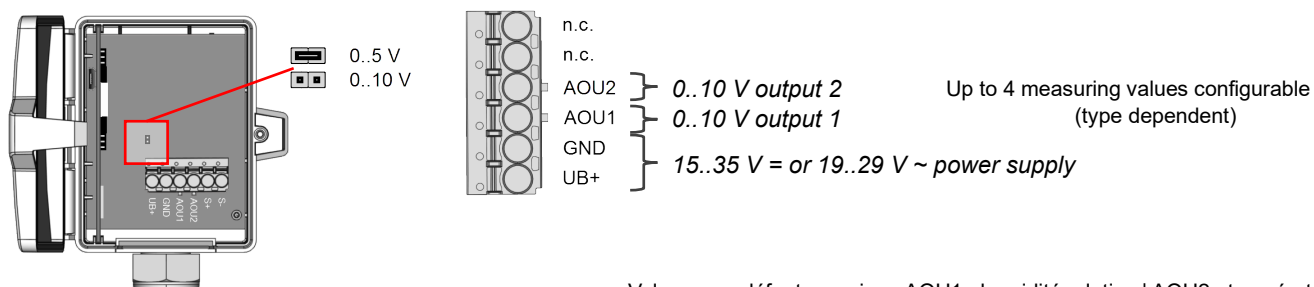 0..5 V
0..10 V
UB+
GND
AOU1
AOU2
S+
S-
n.c.
n.c.
AOU2
0..10 V output 2
AOU1
0..10 V output 1
GND
UB+
15..35 V = or 19..29 V ~ power supply
Up to 4 measuring values configurable
(type dependent)